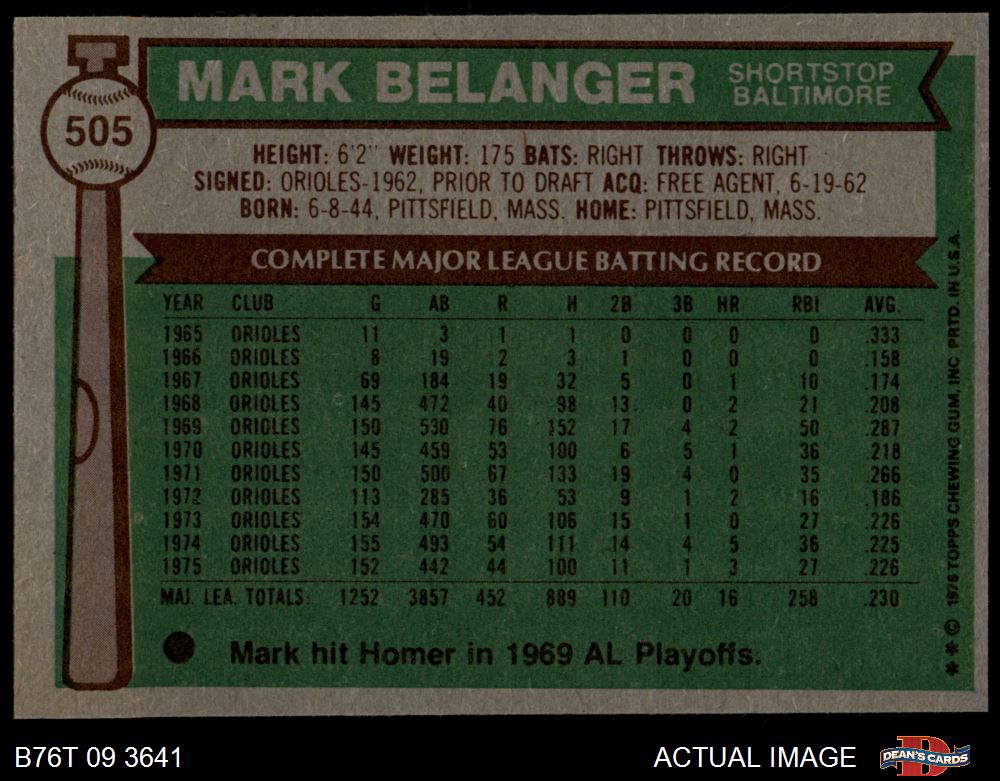 MARK BELANGER
SHORTSTOP
BALTIMORE
505
HEIGHT: 6'2" WEIGHT: 175 BATS: RIGHT THROWS: RIGHT
SIGNED: ORIOLES-1962, PRIOR TO DRAFT ACQ: FREE AGENT, 6-19-62
BORN: 6-8-44, PITTSFIELD, MASS. HOME: PITTSFIELD, MASS.
COMPLETE MAJOR LEAGUE BATTING RECORD
YEAR CLUB G AB R H 2B 3B HR RBI AVG.
1965 ORIOLES 11 3 1 1 0 0 0 0 .333
1966 ORIOLES 8 19 2 3 1 0 0 0 .158
1967 ORIOLES 69 184 19 32 5 0 1 10 .174
1968 ORIOLES 145 472 40 98 13 0 2 21 .208
1969 ORIOLES 150 530 76 152 17 4 2 50 .287
1970 ORIOLES 145 459 53 100 6 5 1 36 .218
1971 ORIOLES 150 500 67 133 19 4 0 35 .266
1972 ORIOLES 113 285 36 53 9 1 2 16 .186
1973 ORIOLES 154 470 60 106 15 1 0 27 .226
1974 ORIOLES 155 493 54 111 14 4 5 36 .225
1975 ORIOLES 152 442 44 100 11 1 3 27 .226
MAJ. LEA. TOTALS: 1252 3857 452 889 110 20 16 258 .230
Mark hit Homer in 1969 AL Playoffs.
* * © 1976 TOPPS CHEWING GUM, INC PRTD. IN U.S.A.
B76T 09 3641
ACTUAL IMAGE
DEAN'S CARDS